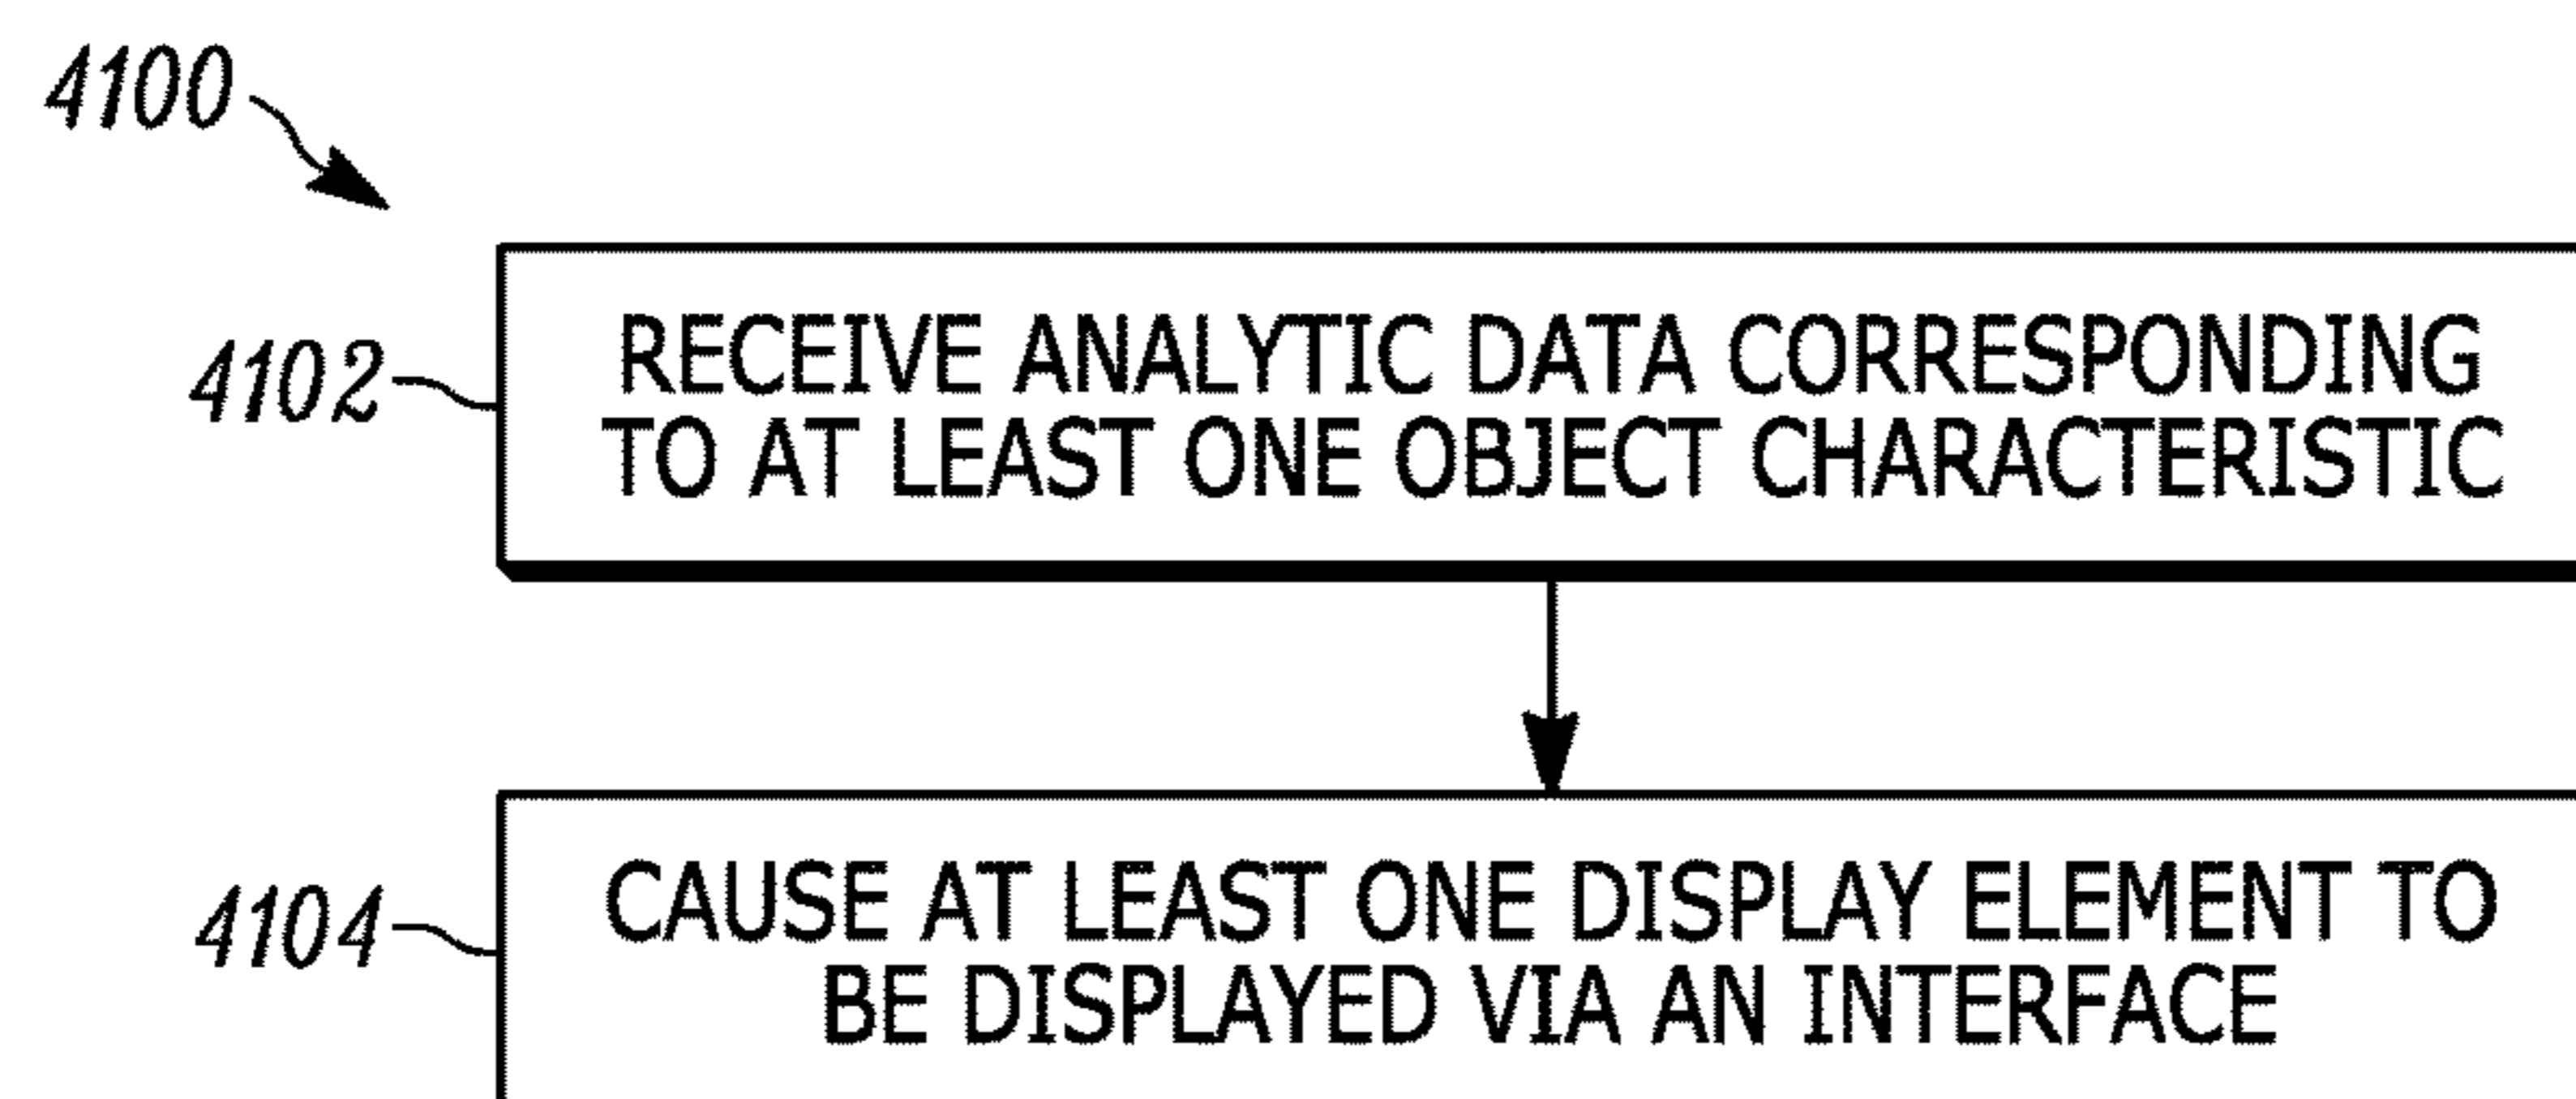 4100
4102
RECEIVE ANALYTIC DATA CORRESPONDING
TO AT LEAST ONE OBJECT CHARACTERISTIC
4104
CAUSE AT LEAST ONE DISPLAY ELEMENT TO
BE DISPLAYED VIA AN INTERFACE